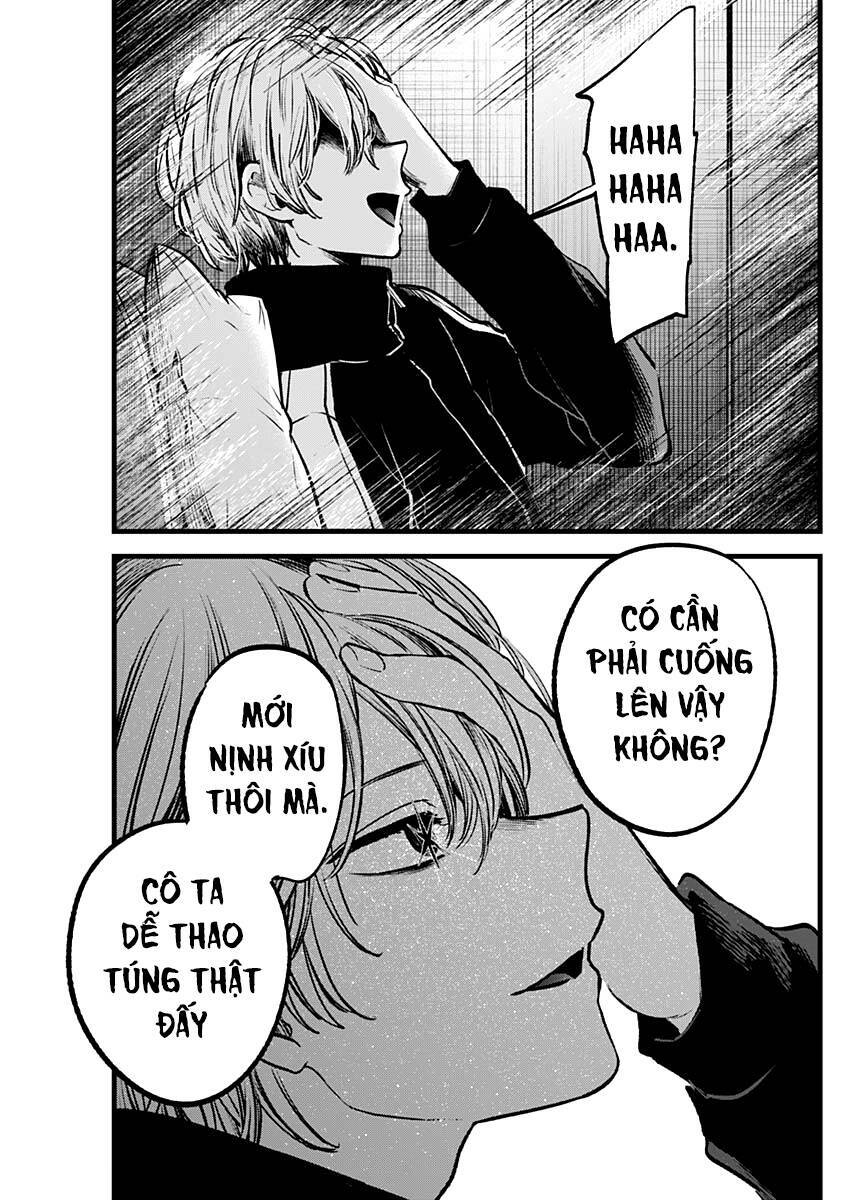 HAHA
HAHA
HAA.
CÓ CẦN
PHẢI CUỐNG
LÊN VẬY
KHÔNG?
MỚI
NỊNH XÍU
THÔI MÀ.
CÔ TA
DỄ THAO
TÚNG THẬT
ĐẤY